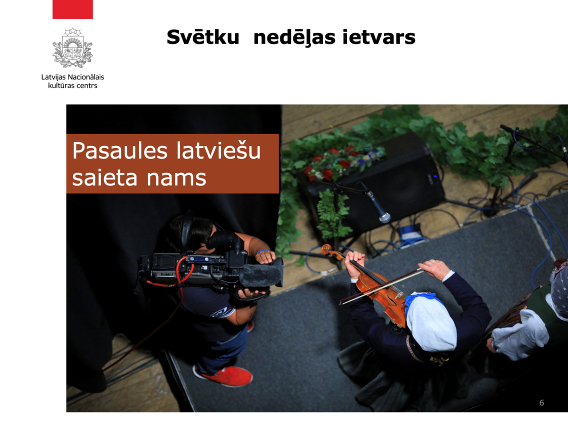 Svētku nedēļas ietvars
Latvijas Nacionālais
kultūras centrs
Pasaules latviešu
saieta nams
6